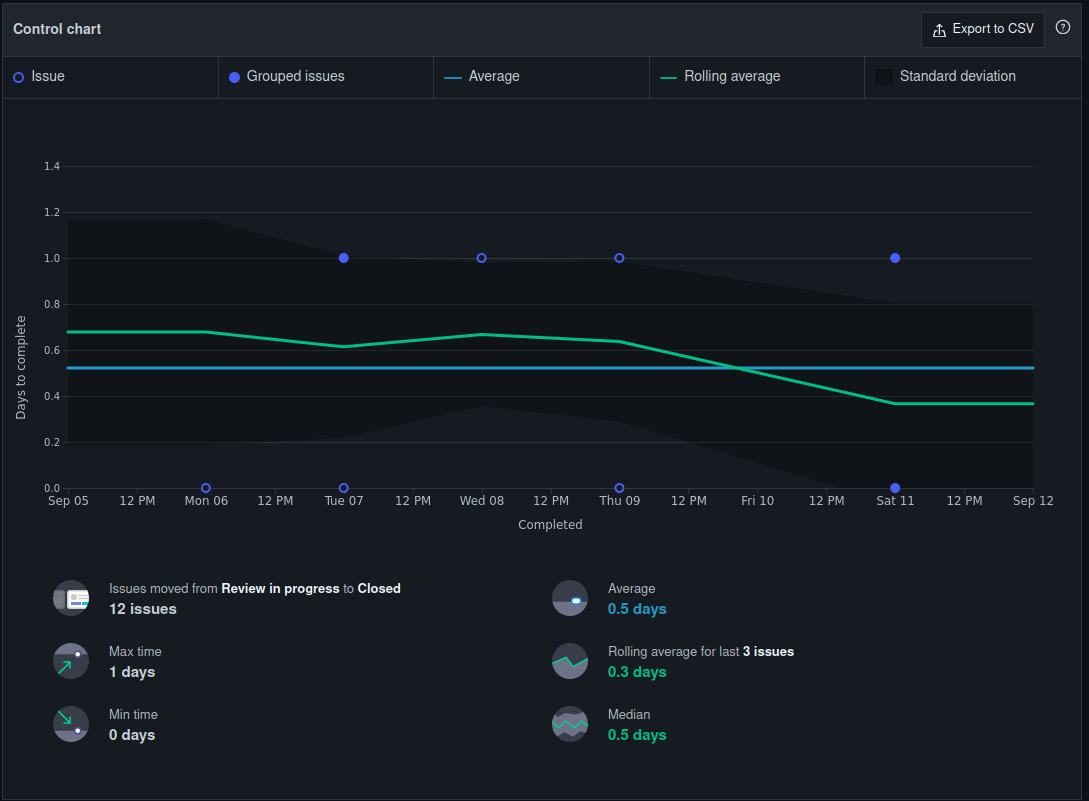 Control chart
Export to CSV
?
Issue
Grouped issues
Average
Rolling average
Standard deviation
1.4
1.2
1.0
0.8
0.6
0.4
0.2
0.0
Days to complete
Sep 05 12 PM Mon 06 12 PM Tue 07 12 PM Wed 08 12 PM Thu 09 12 PM Fri 10 12 PM Sat 11 12 PM Sep 12
Completed
Issues moved from Review in progress to Closed
12 issues
Average
0.5 days
Max time
1 days
Rolling average for last 3 issues
0.3 days
Min time
0 days
Median
0.5 days